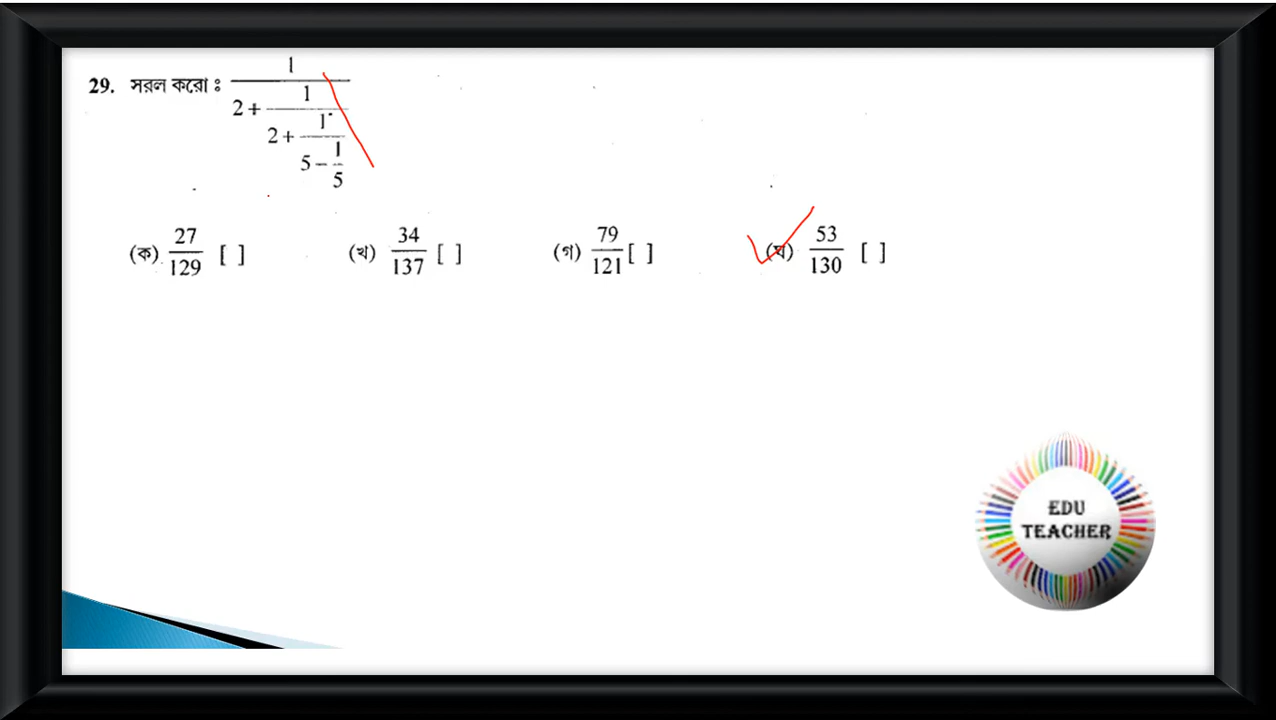 29. সরল করো ঃ 1
2 + 1
2 + 1
5 – 1
5
(ক) 27/129 [ ] (খ) 34/137 [ ] (গ) 79/121 [ ] (ঘ) 53/130 [ ]
EDU
TEACHER